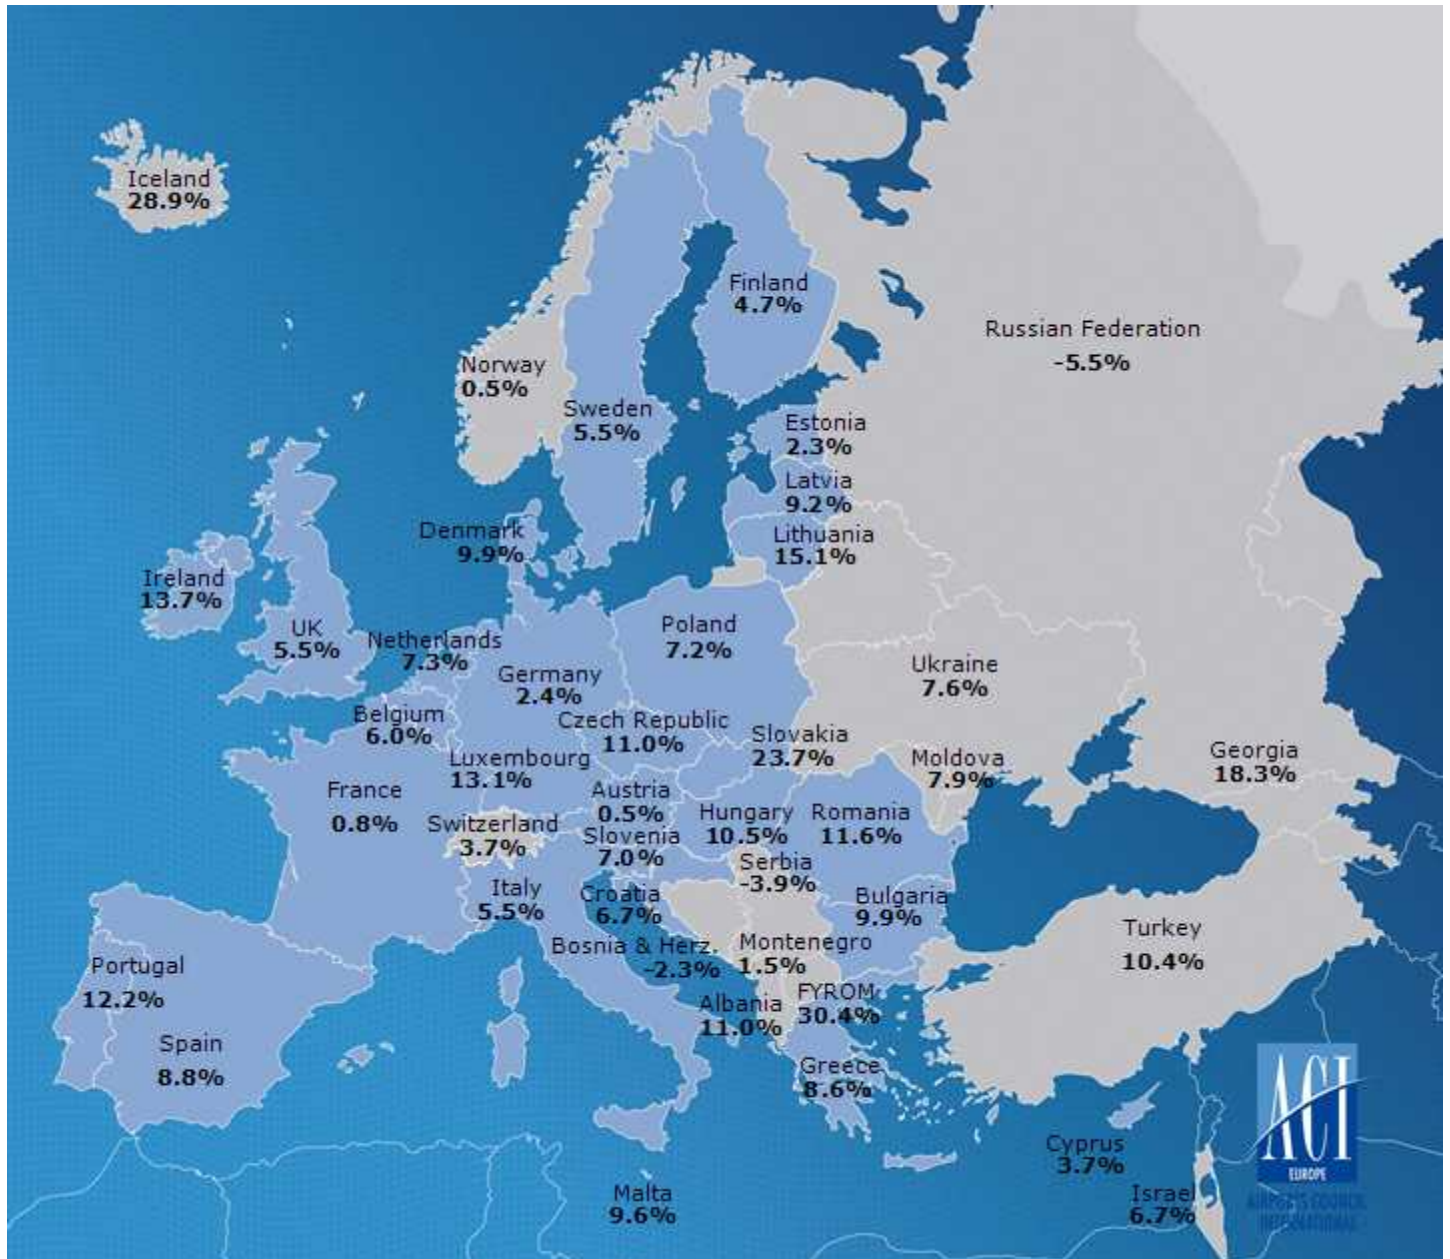 Iceland
28.9%
Finland
4.7%
Russian Federation
-5.5%
Norway
0.5%
Sweden
5.5%
Estonia
2.3%
Latvia
9.2%
Denmark
9.9%
Lithuania
15.1%
Ireland
13.7%
UK
5.5%
Netherlands
7.3%
Poland
7.2%
Germany
2.4%
Ukraine
7.6%
Belgium
6.0%
Czech Republic
11.0%
Slovakia
23.7%
Luxembourg
13.1%
Moldova
7.9%
Georgia
18.3%
France
0.8%
Austria
0.5%
Switzerland
3.7%
Hungary
10.5%
Romania
11.6%
Slovenia
7.0%
Serbia
-3.9%
Italy
5.5%
Croatia
6.7%
Bulgaria
9.9%
Turkey
10.4%
Bosnia & Herz.
-2.3%
Montenegro
1.5%
Portugal
12.2%
Albania
11.0%
FYROM
30.4%
Spain
8.8%
Greece
8.6%
Cyprus
3.7%
Malta
9.6%
Israel
6.7%
ACI
EUROPE
AIRPORTS COUNCIL
INTERNATIONAL